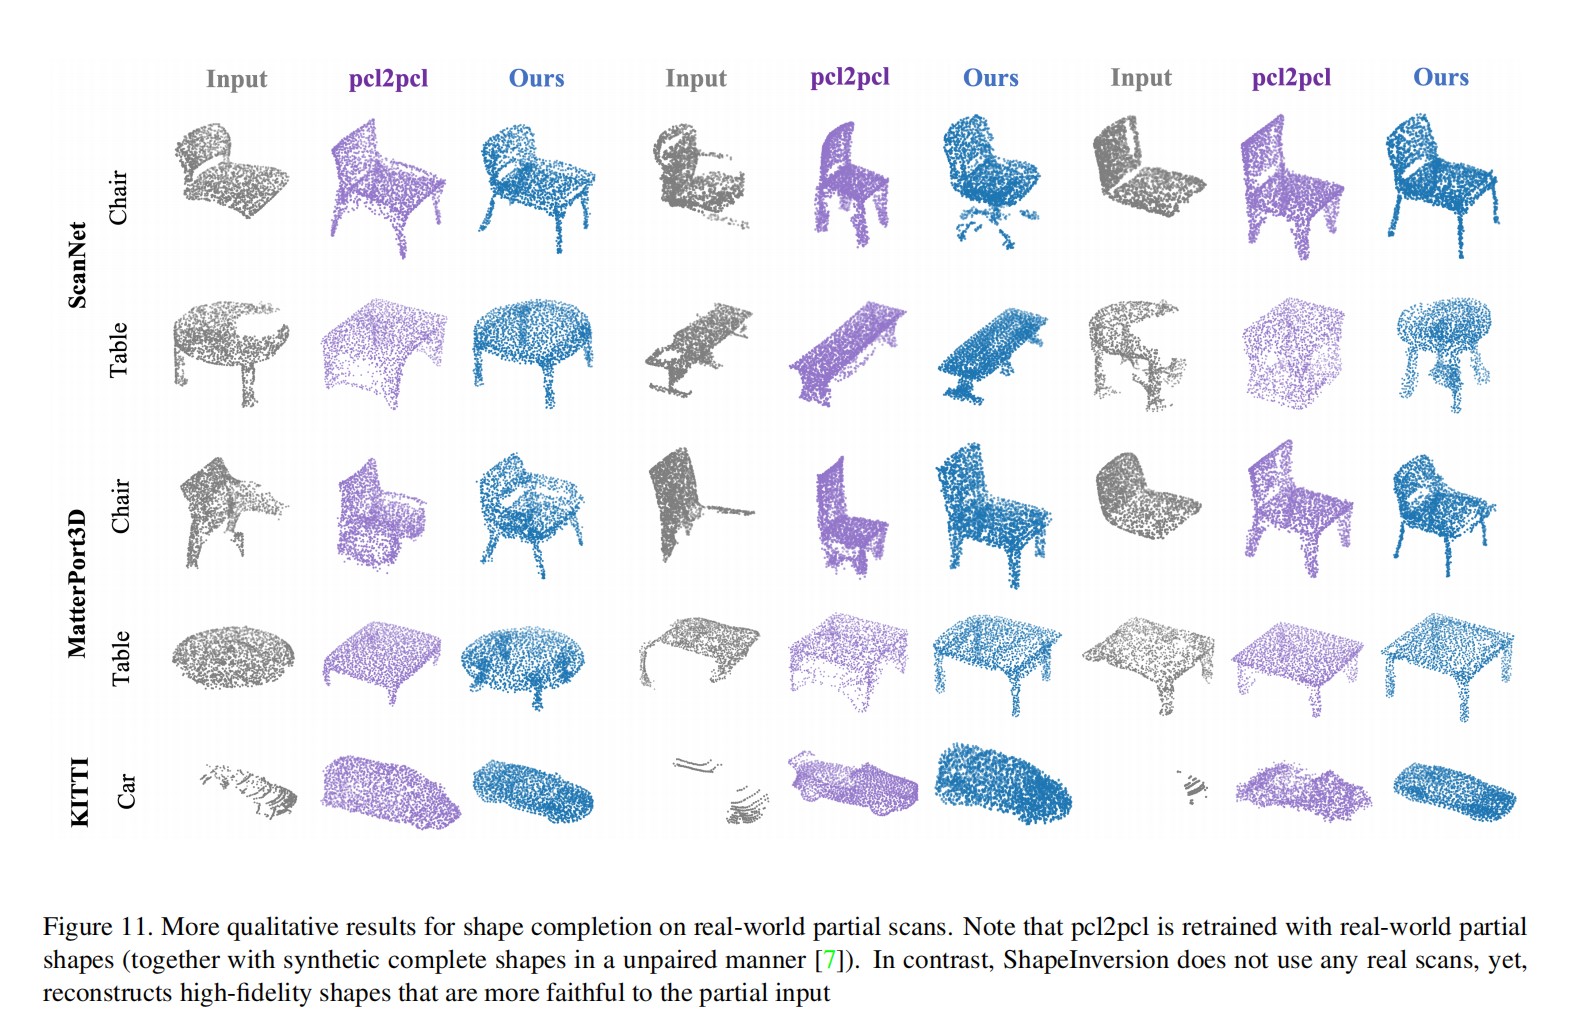 Input pcl2pcl Ours Input pcl2pcl Ours Input pcl2pcl Ours
ScanNet
Chair
Table
MatterPort3D
Chair
Table
KITTI
Car
Figure 11. More qualitative results for shape completion on real-world partial scans. Note that pcl2pcl is retrained with real-world partial
shapes (together with synthetic complete shapes in a unpaired manner [7]). In contrast, ShapeInversion does not use any real scans, yet,
reconstructs high-fidelity shapes that are more faithful to the partial input